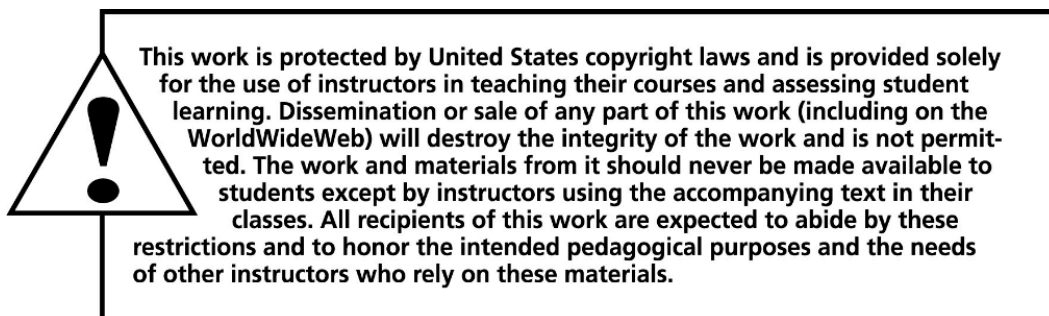 This work is protected by United States copyright laws and is provided solely
for the use of instructors in teaching their courses and assessing student
learning. Dissemination or sale of any part of this work (including on the
WorldWideWeb) will destroy the integrity of the work and is not permit-
ted. The work and materials from it should never be made available to
students except by instructors using the accompanying text in their
classes. All recipients of this work are expected to abide by these
restrictions and to honor the intended pedagogical purposes and the needs
of other instructors who rely on these materials.